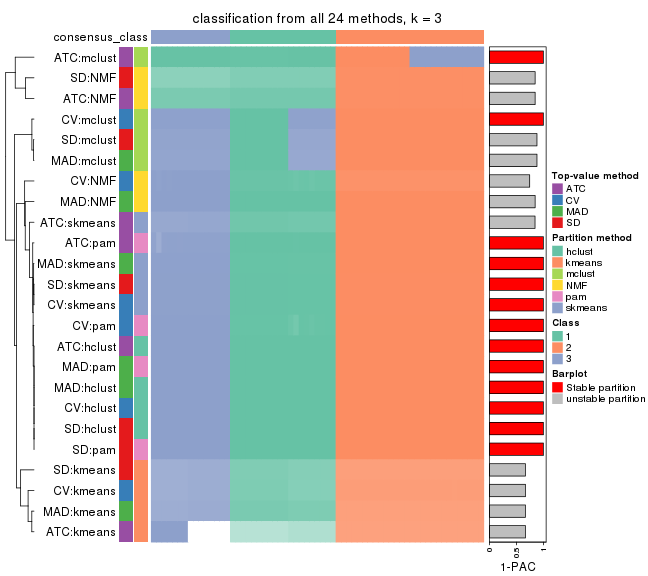 classification from all 24 methods, k = 3
consensus_class
ATC:mclust
SD:NMF
ATC:NMF
CV:mclust
SD:mclust
MAD:mclust
CV:NMF
MAD:NMF
ATC:skmeans
ATC:pam
MAD:skmeans
SD:skmeans
CV:skmeans
CV:pam
ATC:hclust
MAD:pam
MAD:hclust
CV:hclust
SD:hclust
SD:pam
SD:kmeans
CV:kmeans
MAD:kmeans
ATC:kmeans
0 0.5 1
1-PAC
Top-value method
ATC
CV
MAD
SD
Partition method
hclust
kmeans
mclust
NMF
pam
skmeans
Class
1
2
3
Barplot
Stable partition
unstable partition